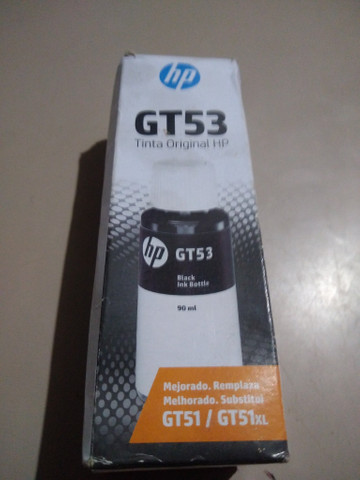 hp
GT53
Tinta Original HP
hp GT53
Black
Ink Bottle
90 ml
Mejorado. Remplaza
Melhorado. Substitui
GT51 / GT51XL